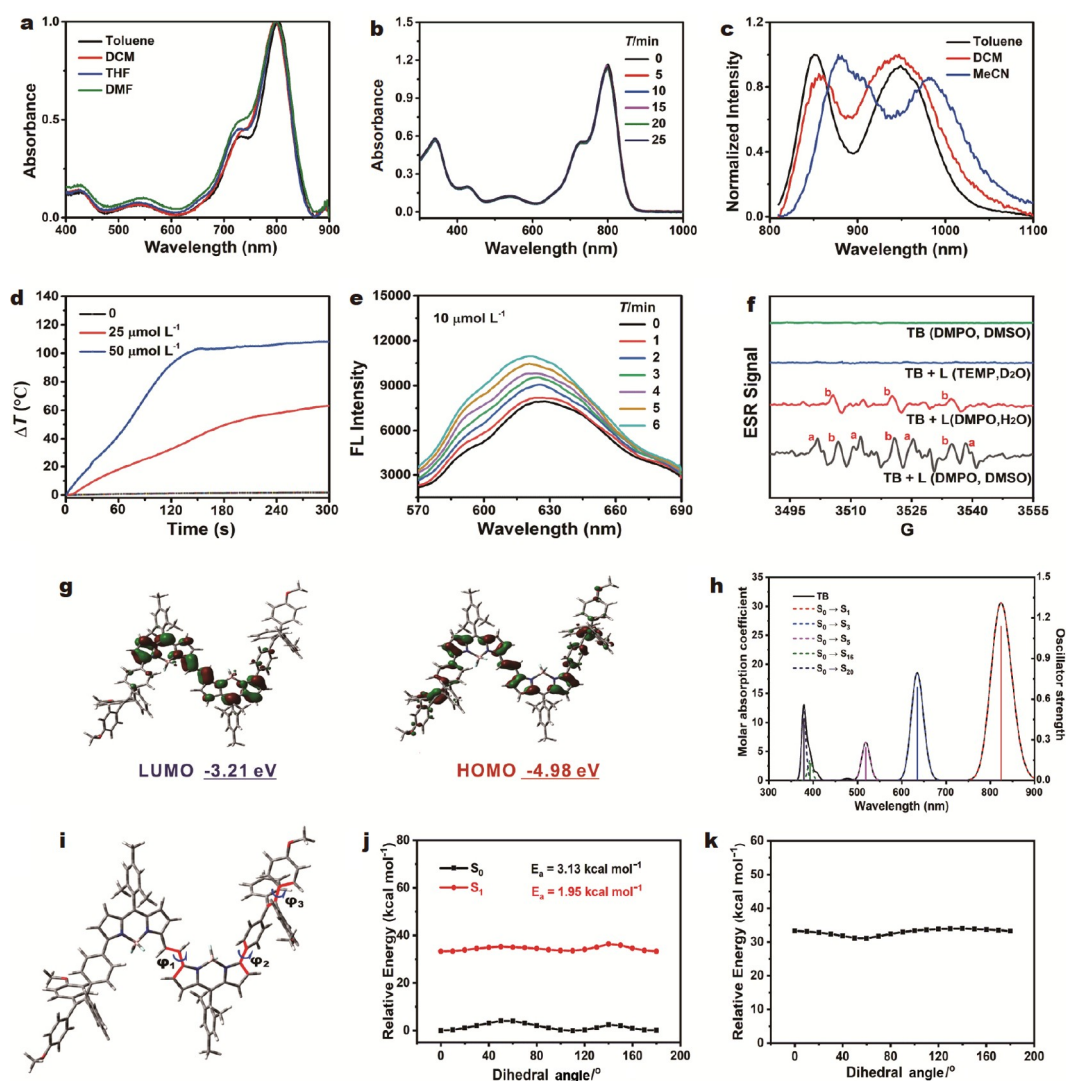 a
Absorbance
1.0
0.5
0.0
Toluene
DCM
THF
DMF
400 500 600 700 800 900
Wavelength (nm)
b
Absorbance
1.5
1.2
0.9
0.6
0.3
0.0
T/min
0
5
10
15
20
25
400 600 800 1000
Wavelength (nm)
c
Normalized Intensity
1.2
1.0
0.8
0.6
0.4
0.2
0.0
Toluene
DCM
MeCN
800 900 1000 1100
Wavelength (nm)
d
ΔT (℃)
140
120
100
80
60
40
20
0
0
25 μmol L⁻¹
50 μmol L⁻¹
0 60 120 180 240 300
Time (s)
e
FL Intensity
15000
12000
9000
6000
3000
10 μmol L⁻¹
T/min
0
1
2
3
4
5
6
570 600 630 660 690
Wavelength (nm)
f
ESR Signal
TB (DMPO, DMSO)
TB + L (TEMP,D₂O)
b b b
TB + L(DMPO,H₂O)
a b a b a b a
TB + L (DMPO, DMSO)
3495 3510 3525 3540 3555
G
g
LUMO -3.21 eV
HOMO -4.98 eV
h
Molar absorption coefficient
35
30
25
20
15
10
5
0
TB
S₀ → S₁
S₀ → S₃
S₀ → S₅
S₀ → S₁₆
S₀ → S₂₀
1.5
1.2
0.9
0.6
0.3
0.0
Oscillator strength
300 400 500 600 700 800 900
Wavelength (nm)
i
φ₁
φ₂
φ₃
j
Relative Energy (kcal mol⁻¹)
80
60
40
20
0
S₀ Eₐ = 3.13 kcal mol⁻¹
S₁ Eₐ = 1.95 kcal mol⁻¹
0 40 80 120 160 200
Dihedral angle/°
k
Relative Energy (kcal mol⁻¹)
60
50
40
30
20
10
0
0 40 80 120 160 200
Dihedral angle/°